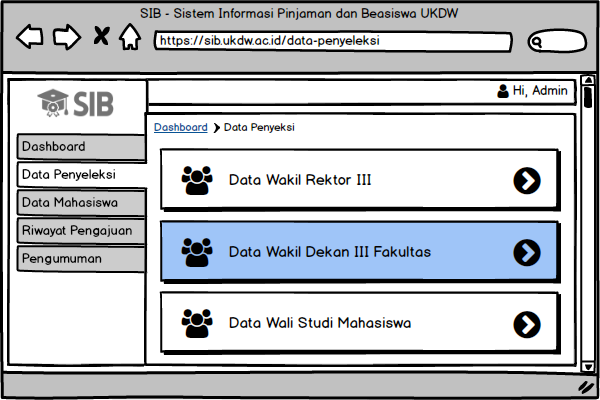 SIB - Sistem Informasi Pinjaman dan Beasiswa UKDW
https://sib.ukdw.ac.id/data-penyeleksi
Hi, Admin
SIB
Dashboard
Data Penyeleksi
Data Mahasiswa
Riwayat Pengajuan
Pengumuman
Dashboard > Data Penyeksi
Data Wakil Rektor III
Data Wakil Dekan III Fakultas
Data Wali Studi Mahasiswa